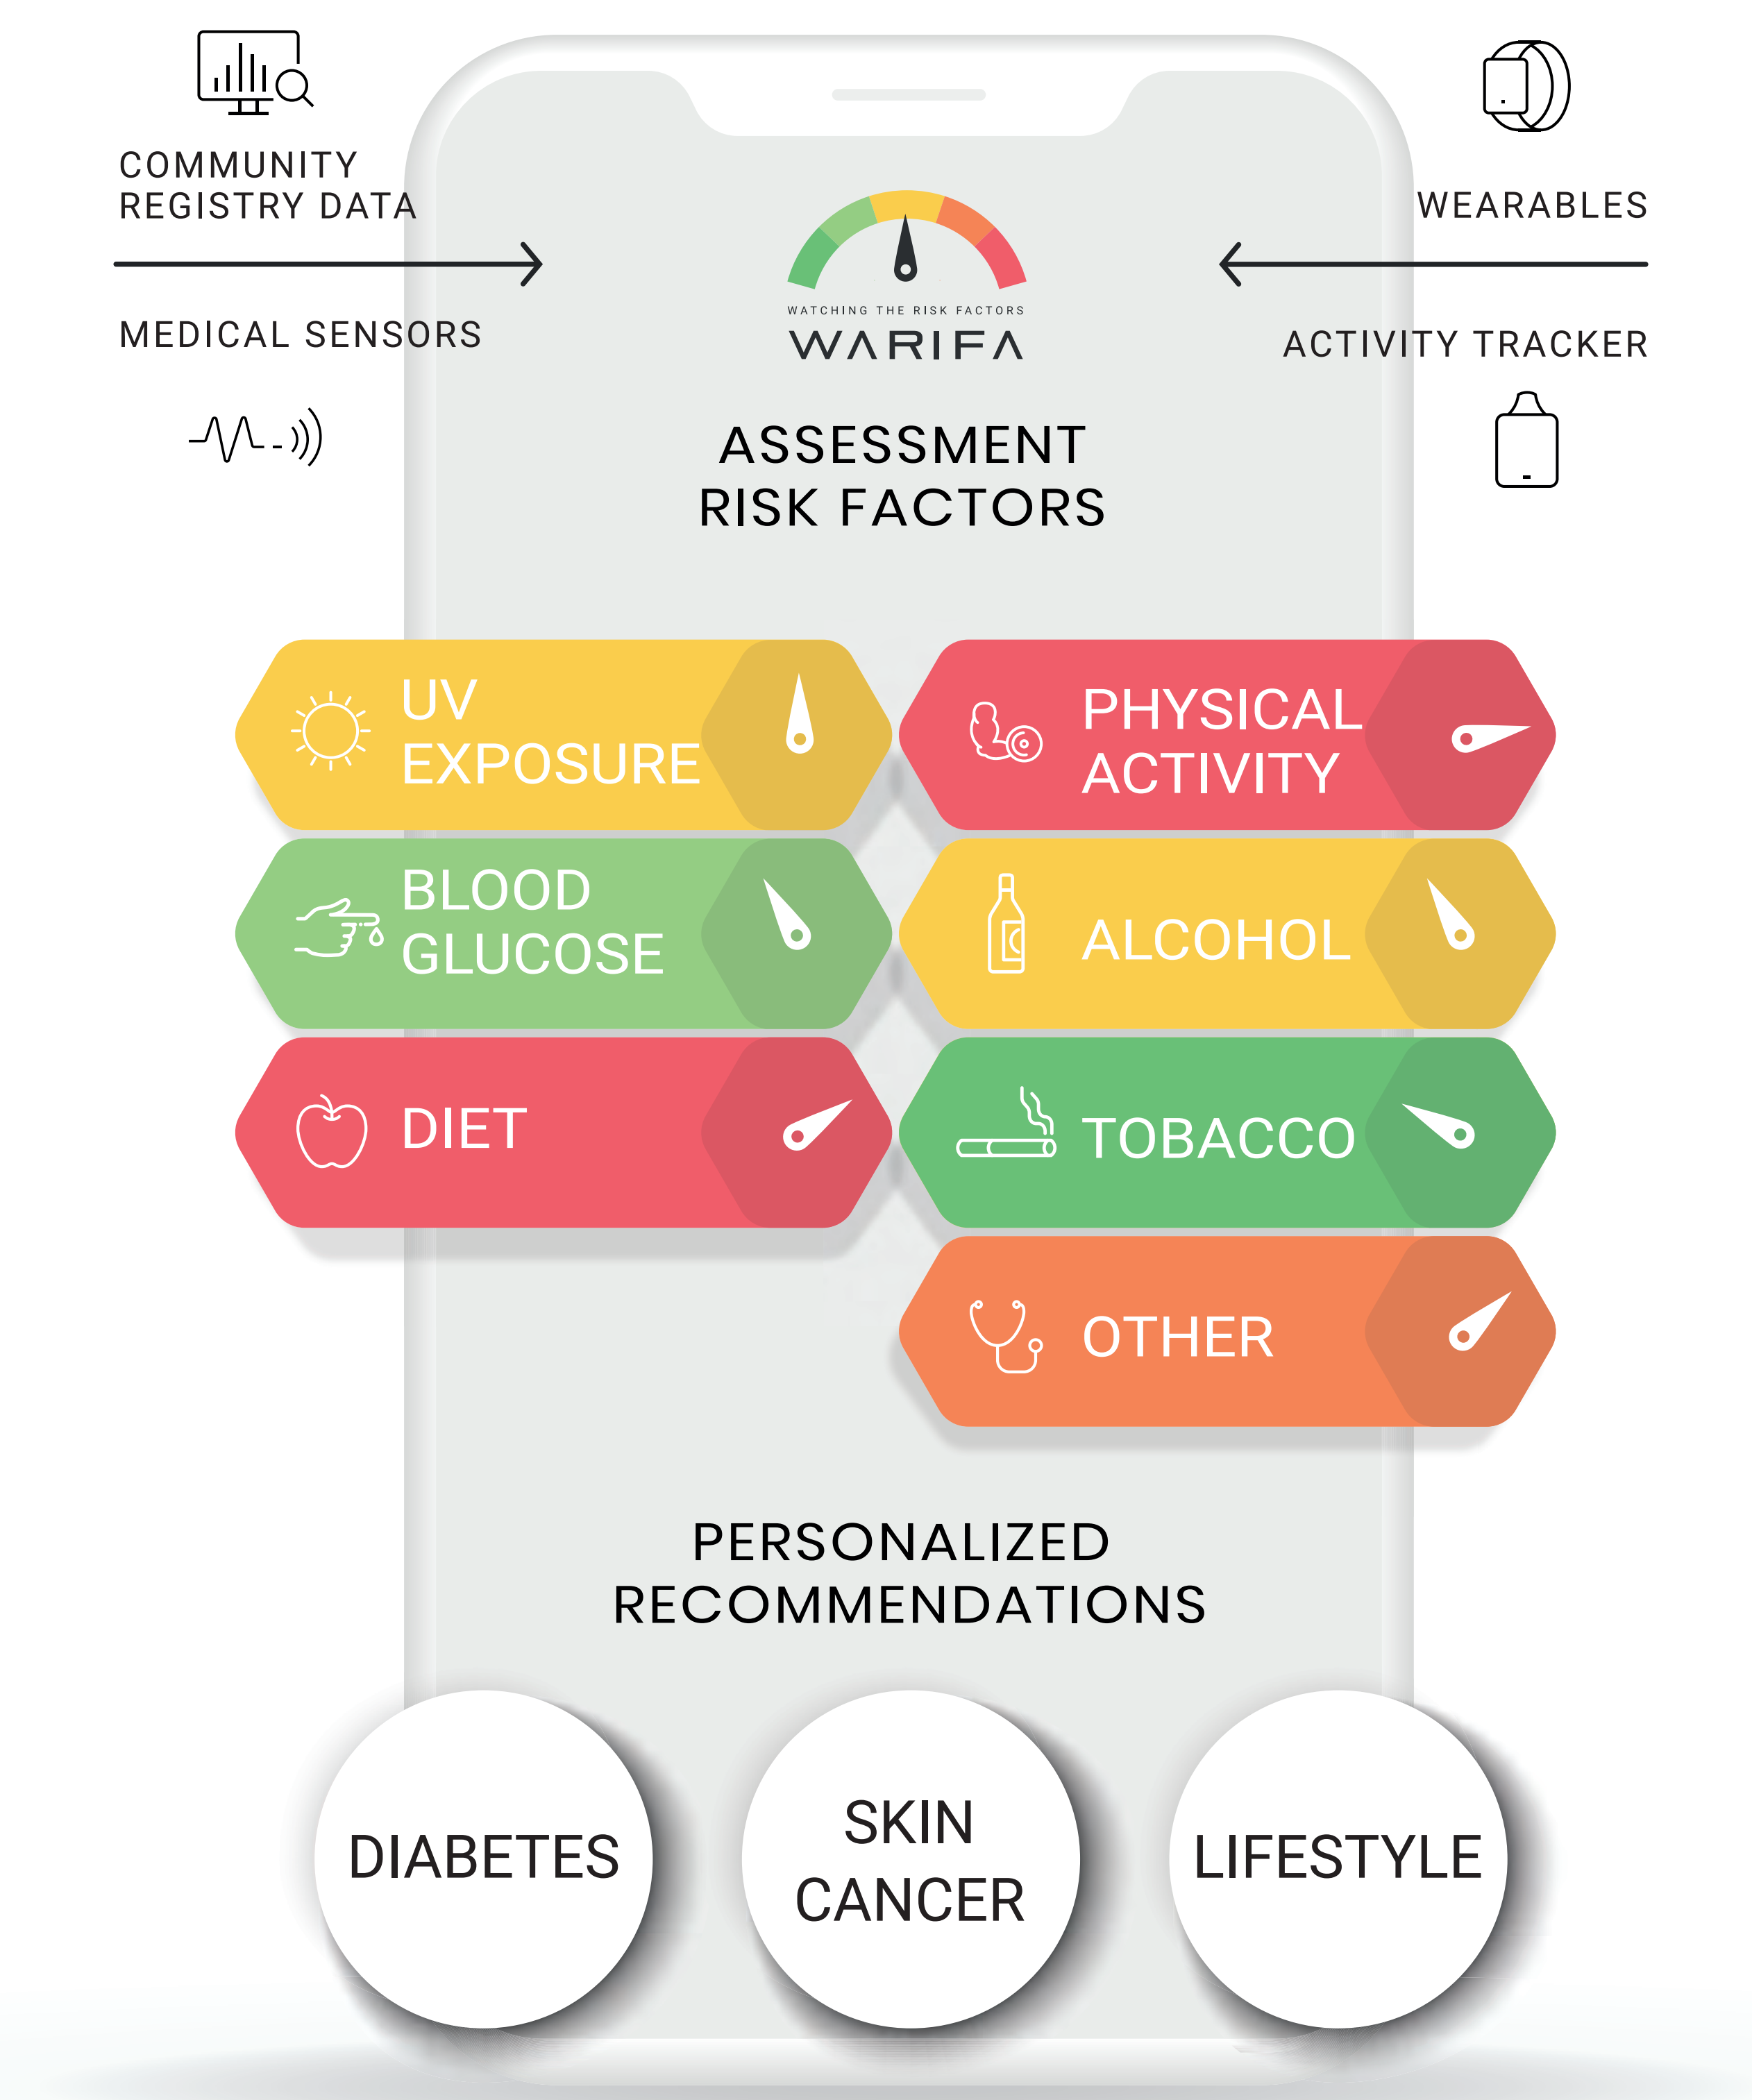 COMMUNITY
REGISTRY DATA
MEDICAL SENSORS
WEARABLES
ACTIVITY TRACKER
WATCHING THE RISK FACTORS
WARIFA
ASSESSMENT
RISK FACTORS
UV
EXPOSURE
PHYSICAL
ACTIVITY
BLOOD
GLUCOSE
ALCOHOL
DIET
TOBACCO
OTHER
PERSONALIZED
RECOMMENDATIONS
DIABETES
SKIN
CANCER
LIFESTYLE